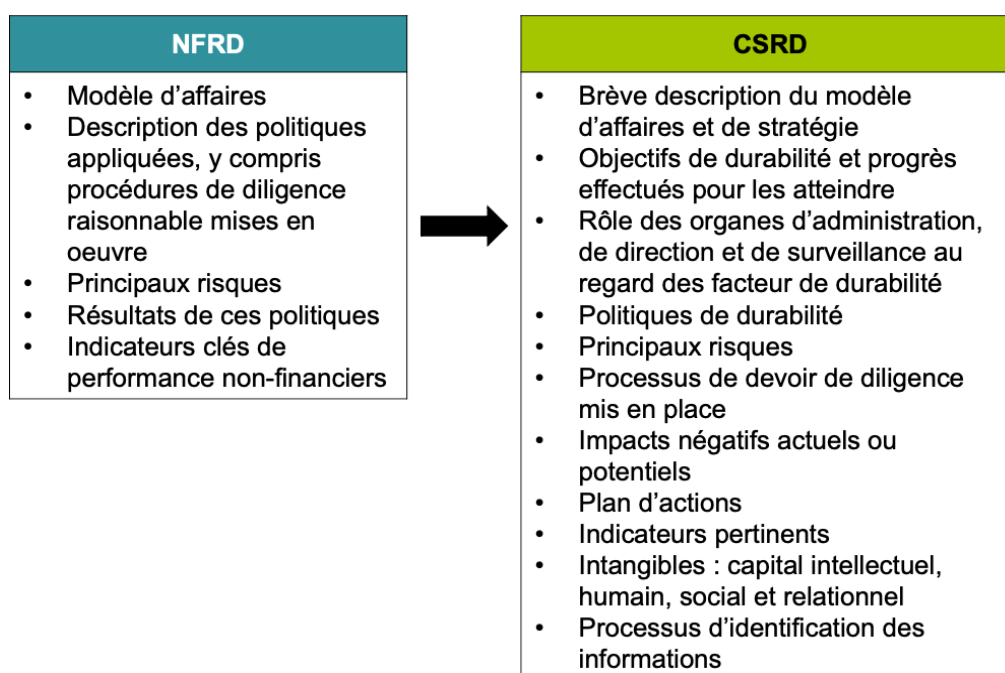 NFRD
• Modèle d’affaires
• Description des politiques
appliquées, y compris
procédures de diligence
raisonnable mises en
oeuvre
• Principaux risques
• Résultats de ces politiques
• Indicateurs clés de
performance non-financiers
CSRD
• Brève description du modèle
d’affaires et de stratégie
• Objectifs de durabilité et progrès
effectués pour les atteindre
• Rôle des organes d’administration,
de direction et de surveillance au
regard des facteur de durabilité
• Politiques de durabilité
• Principaux risques
• Processus de devoir de diligence
mis en place
• Impacts négatifs actuels ou
potentiels
• Plan d’actions
• Indicateurs pertinents
• Intangibles : capital intellectuel,
humain, social et relationnel
• Processus d’identification des
informations